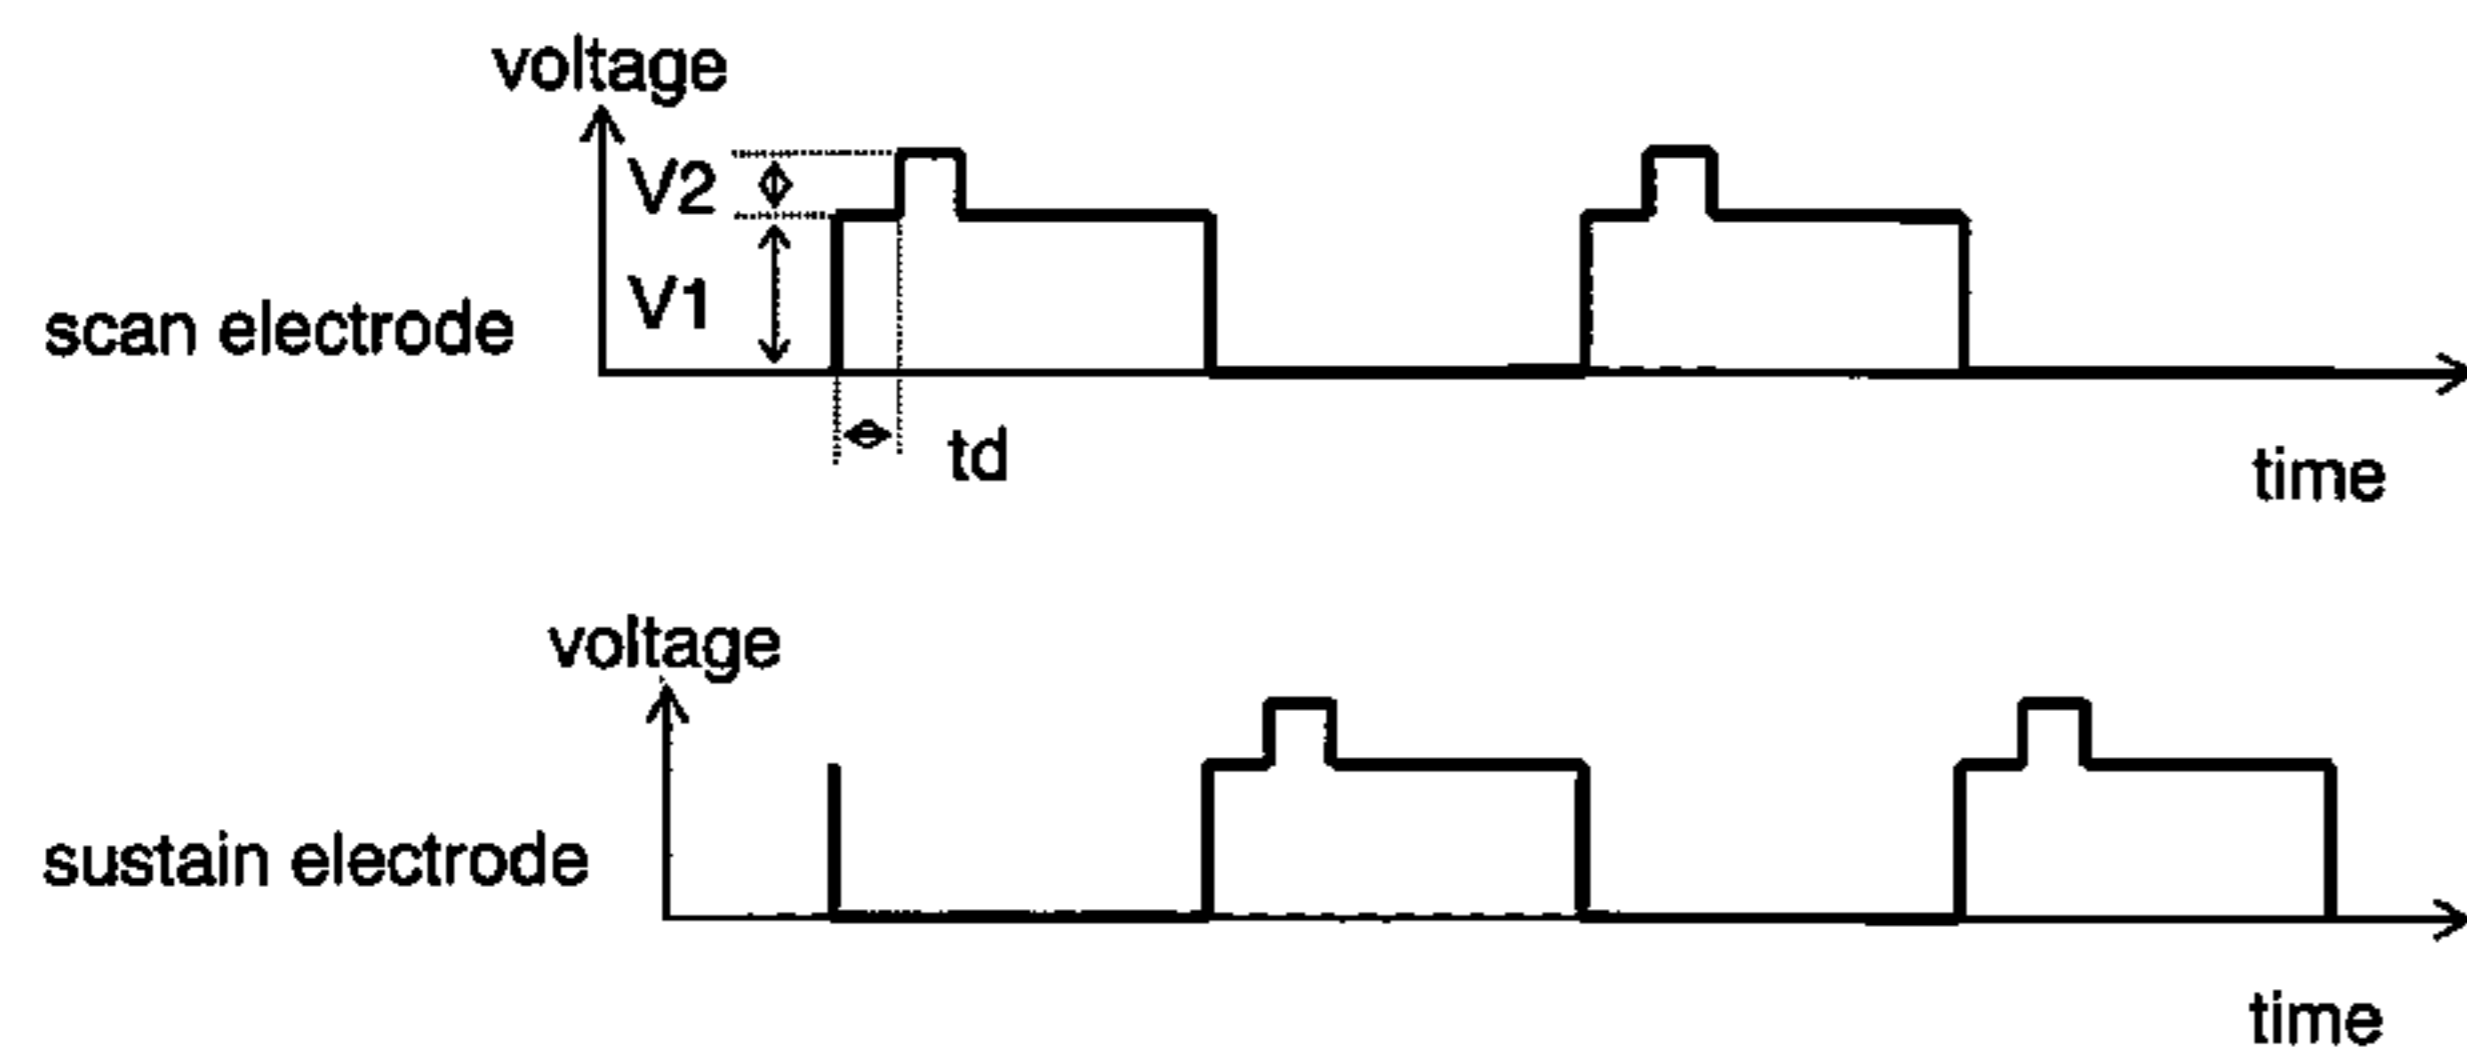 voltage
V2
V1
scan electrode
td
time
voltage
sustain electrode
time